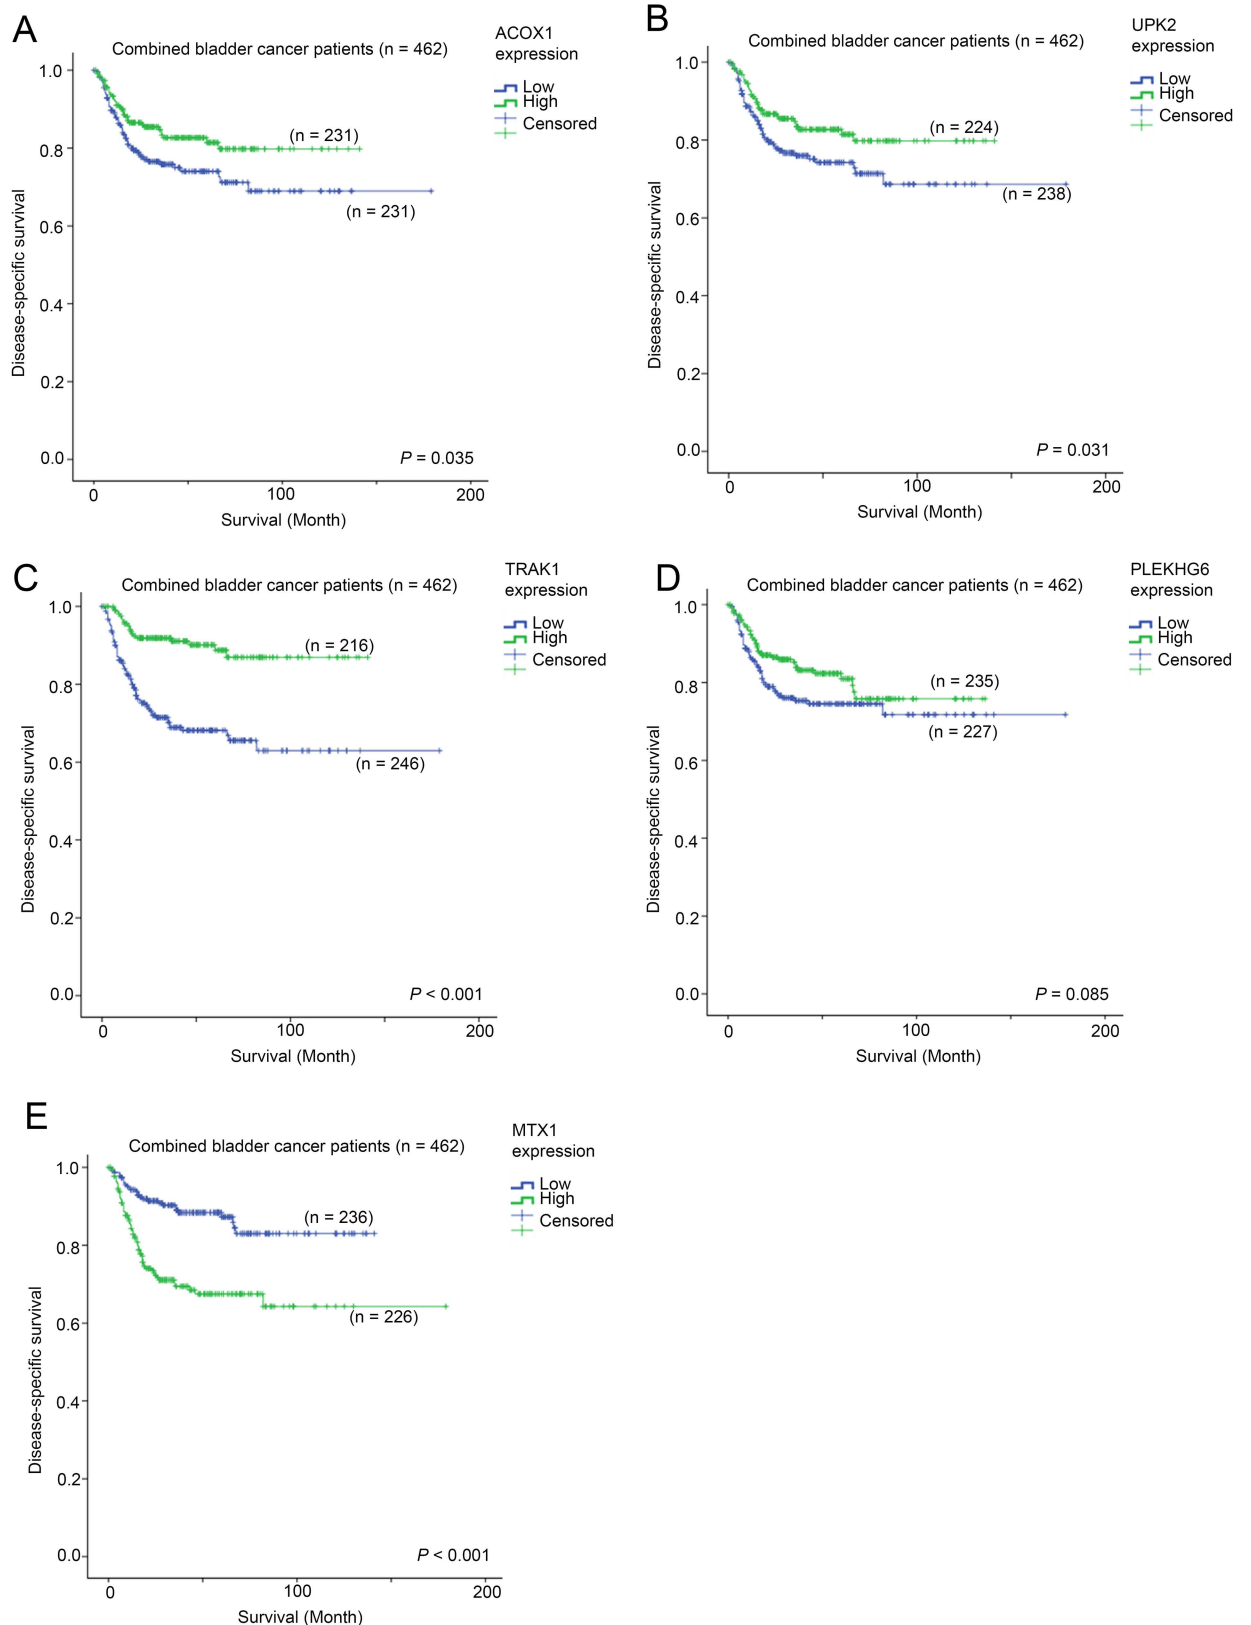 A
Combined bladder cancer patients (n = 462)
ACOX1
expression
Low
High
Censored
1.0
0.8
0.6
0.4
0.2
0.0
Disease-specific survival
(n = 231)
(n = 231)
P = 0.035
0
100
200
Survival (Month)
B
Combined bladder cancer patients (n = 462)
UPK2
expression
Low
High
Censored
1.0
0.8
0.6
0.4
0.2
0.0
Disease-specific survival
(n = 224)
(n = 238)
P = 0.031
0
100
200
Survival (Month)
C
Combined bladder cancer patients (n = 462)
TRAK1
expression
Low
High
Censored
1.0
0.8
0.6
0.4
0.2
0.0
Disease-specific survival
(n = 216)
(n = 246)
P < 0.001
0
100
200
Survival (Month)
D
Combined bladder cancer patients (n = 462)
PLEKHG6
expression
Low
High
Censored
1.0
0.8
0.6
0.4
0.2
0.0
Disease-specific survival
(n = 235)
(n = 227)
P = 0.085
0
100
200
Survival (Month)
E
Combined bladder cancer patients (n = 462)
MTX1
expression
Low
High
Censored
1.0
0.8
0.6
0.4
0.2
0.0
Disease-specific survival
(n = 236)
(n = 226)
P < 0.001
0
100
200
Survival (Month)